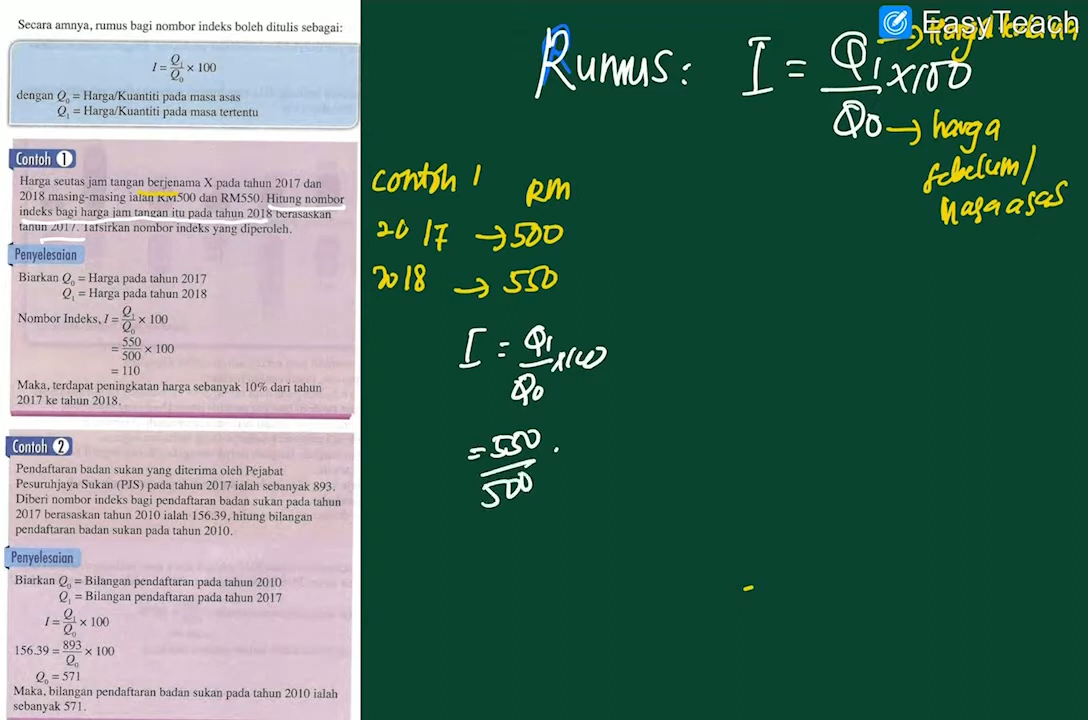 Secara amnya, rumus bagi nombor indeks boleh ditulis sebagai:
I = Q₁/Q₀ × 100
dengan Q₀ = Harga/Kuantiti pada masa asas
Q₁ = Harga/Kuantiti pada masa tertentu
Contoh 1
Harga seutas jam tangan berjenama X pada tahun 2017 dan
2018 masing-masing ialah RM500 dan RM550. Hitung nombor
indeks bagi harga jam tangan itu pada tahun 2018 berasaskan
tahun 2017. Tafsirkan nombor indeks yang diperoleh.
Penyelesaian
Biarkan Q₀ = Harga pada tahun 2017
Q₁ = Harga pada tahun 2018
Nombor Indeks, I = Q₁/Q₀ × 100
= 550/500 × 100
= 110
Maka, terdapat peningkatan harga sebanyak 10% dari tahun
2017 ke tahun 2018.
Contoh 2
Pendaftaran badan sukan yang diterima oleh Pejabat
Pesuruhjaya Sukan (PJS) pada tahun 2017 ialah sebanyak 893.
Diberi nombor indeks bagi pendaftaran badan sukan pada tahun
2017 berasaskan tahun 2010 ialah 156.39, hitung bilangan
pendaftaran badan sukan pada tahun 2010.
Penyelesaian
Biarkan Q₀ = Bilangan pendaftaran pada tahun 2010
Q₁ = Bilangan pendaftaran pada tahun 2017
I = Q₁/Q₀ × 100
156.39 = 893/Q₀ × 100
Q₀ = 571
Maka, bilangan pendaftaran badan sukan pada tahun 2010 ialah
sebanyak 571.
EasyTeach
Rumus: I = Q₁/Q₀ × 100
→ harga
sebelum/
masa asas
Contoh 1
RM
2017 → 500
2018 → 550
I = Q₁/Q₀ × 100
= 550/500 .